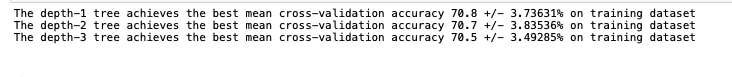 The depth-1 tree achieves the best mean cross-validation accuracy 70.8 +/- 3.73631% on training dataset
The depth-2 tree achieves the best mean cross-validation accuracy 70.7 +/- 3.83536% on training dataset
The depth-3 tree achieves the best mean cross-validation accuracy 70.5 +/- 3.49285% on training dataset